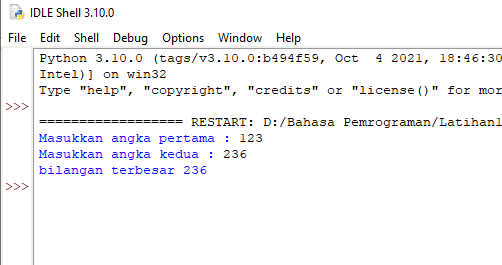 IDLE Shell 3.10.0
File Edit Shell Debug Options Window Help
Python 3.10.0 (tags/v3.10.0:b494f59, Oct 4 2021, 18:46:30
Intel)] on win32
Type "help", "copyright", "credits" or "license()" for mor
>>>
================== RESTART: D:/Bahasa Pemrograman/Latihan1
Masukkan angka pertama : 123
Masukkan angka kedua : 236
bilangan terbesar 236
>>>